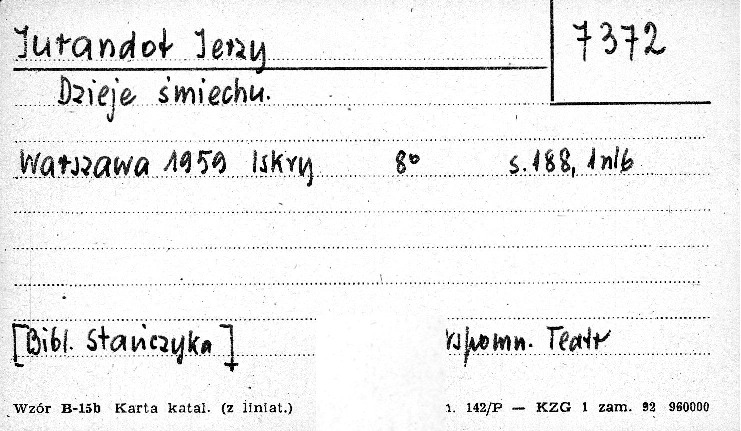 Jurandot Jerzy
7372
Dzieje śmiechu.
Warszawa 1959 Iskry 8° s.188, 1nlb
[Bibl. Stańczyka] wspomn. Teatr
Wzór B-15b Karta katal. (z liniat.) 1. 142/P — KZG 1 zam. 92 960000